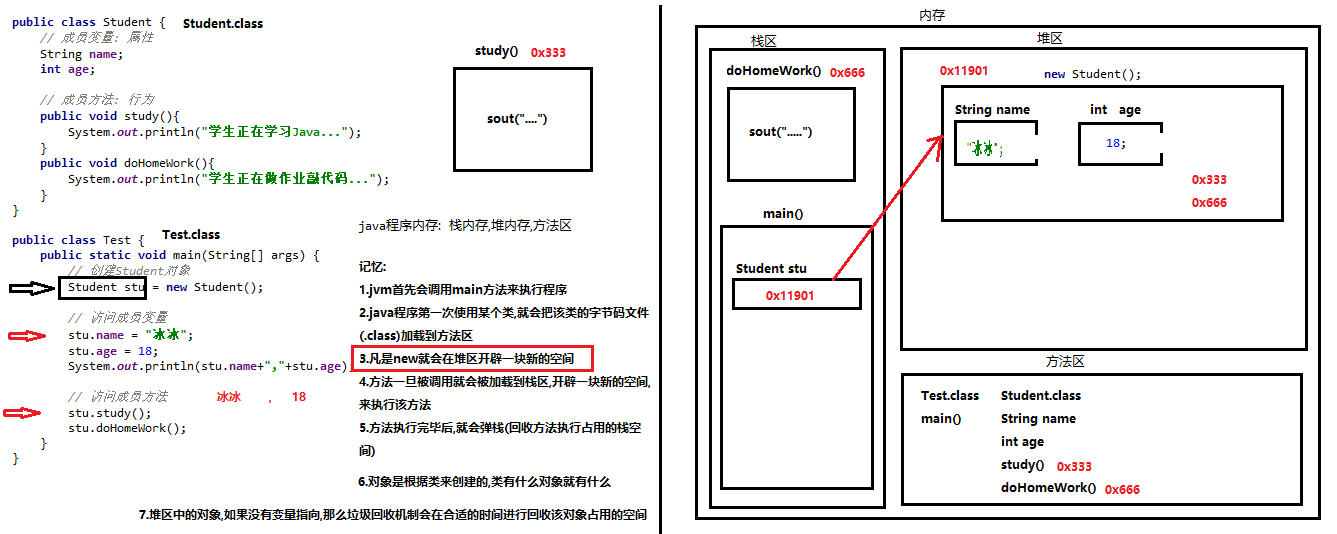 public class Student {
Student.class
// 成员变量: 属性
String name;
int age;
// 成员方法: 行为
public void study(){
System.out.println("学生正在学习Java...");
}
public void doHomeWork(){
System.out.println("学生正在做作业敲代码...");
}
}
study() 0x333
sout("....")
public class Test {
Test.class
public static void main(String[] args) {
// 创建Student对象
Student stu = new Student();
// 访问成员变量
stu.name = "冰冰";
stu.age = 18;
System.out.println(stu.name+","+stu.age)
// 访问成员方法 冰冰 , 18
stu.study();
stu.doHomeWork();
}
}
java程序内存: 栈内存,堆内存,方法区
记忆:
1.jvm首先会调用main方法来执行程序
2.java程序第一次使用某个类,就会把该类的字节码文件
(.class)加载到方法区
3.凡是new就会在堆区开辟一块新的空间
4.方法一旦被调用就会被加载到栈区,开辟一块新的空间,
来执行该方法
5.方法执行完毕后,就会弹栈(回收方法执行占用的栈空
间)
6.对象是根据类来创建的,类有什么对象就有什么
7.堆区中的对象,如果没有变量指向,那么垃圾回收机制会在合适的时间进行回收该对象占用的空间
内存
栈区
doHomeWork() 0x666
sout(".....")
main()
Student stu
0x11901
堆区
0x11901 new Student();
String name int age
"冰冰"; 18;
0x333
0x666
方法区
Test.class Student.class
main() String name
int age
study() 0x333
doHomeWork() 0x666